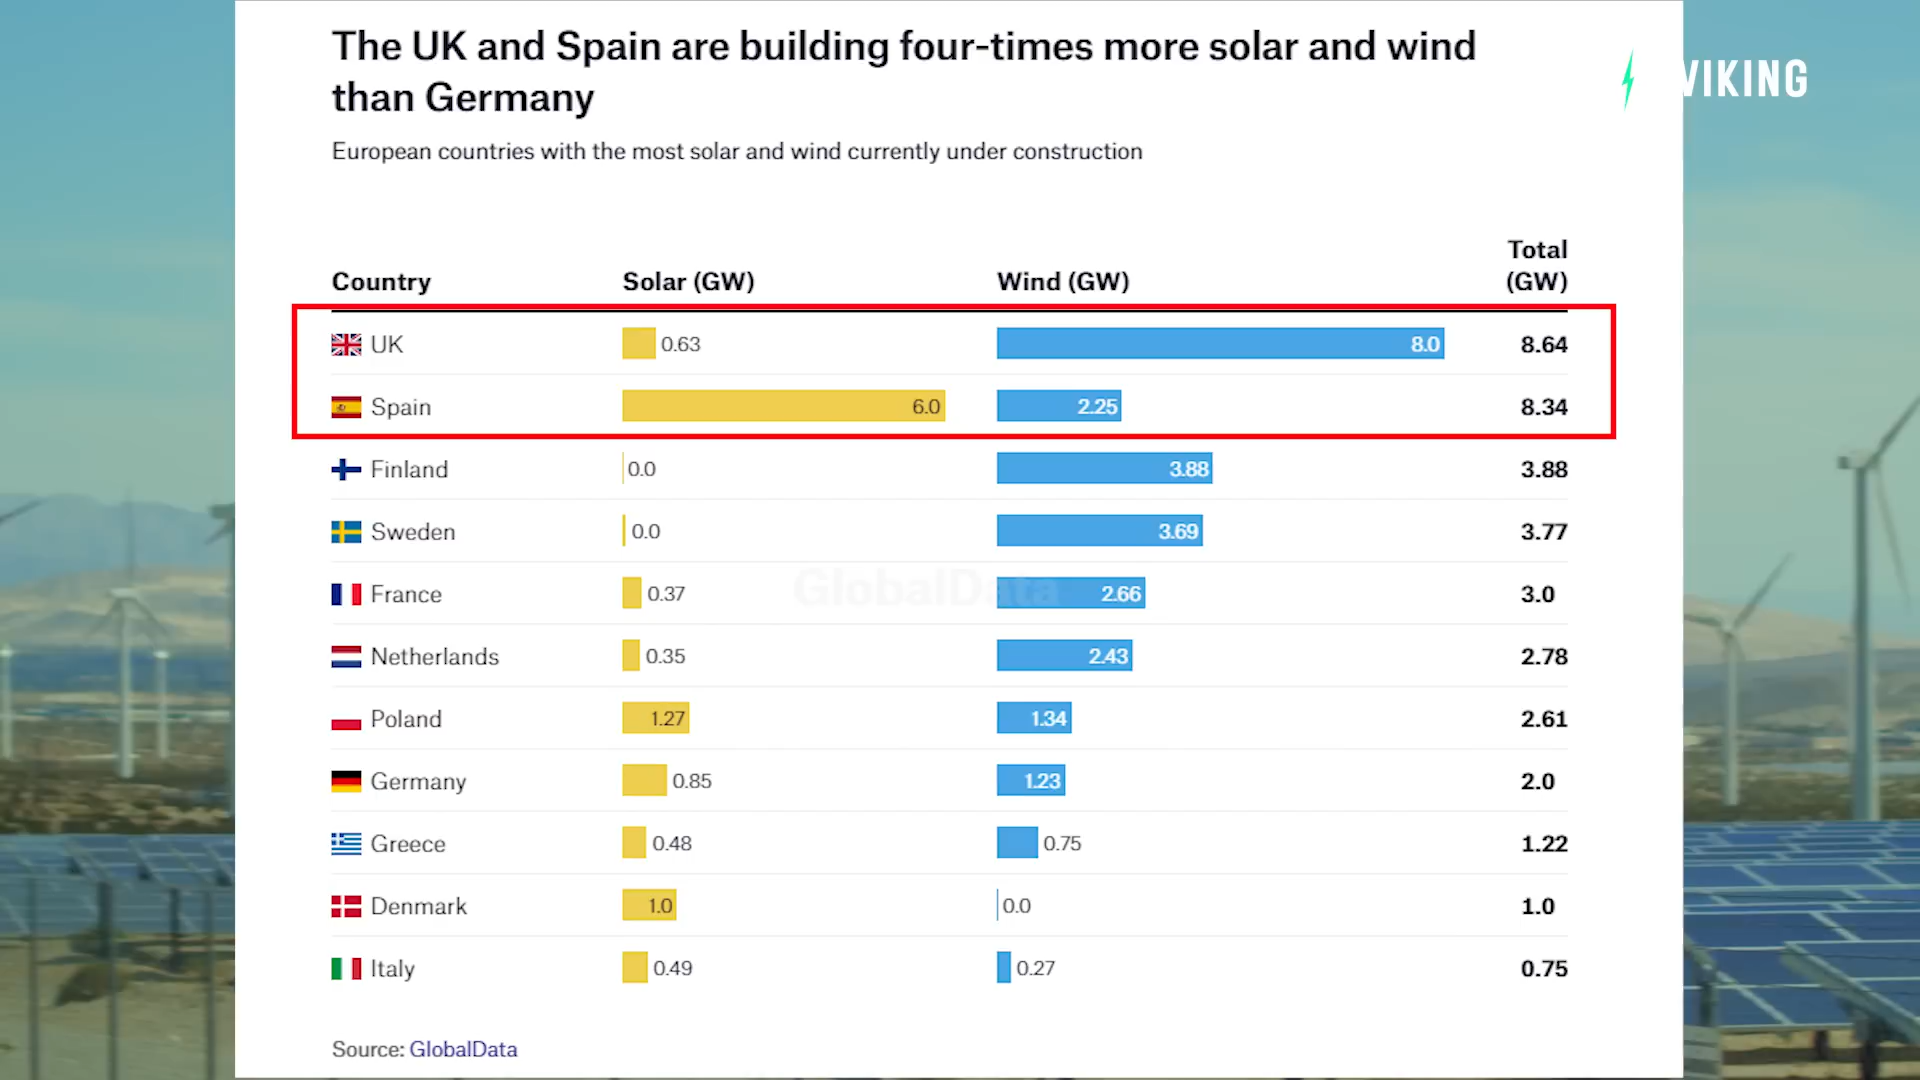 The UK and Spain are building four-times more solar and wind
than Germany
VIKING
European countries with the most solar and wind currently under construction
Total
Country Solar (GW) Wind (GW) (GW)
UK 0.63 8.0 8.64
Spain 6.0 2.25 8.34
Finland 0.0 3.88 3.88
Sweden 0.0 3.69 3.77
France 0.37 2.66 3.0
GlobalData
Netherlands 0.35 2.43 2.78
Poland 1.27 1.34 2.61
Germany 0.85 1.23 2.0
Greece 0.48 0.75 1.22
Denmark 1.0 0.0 1.0
Italy 0.49 0.27 0.75
Source: GlobalData